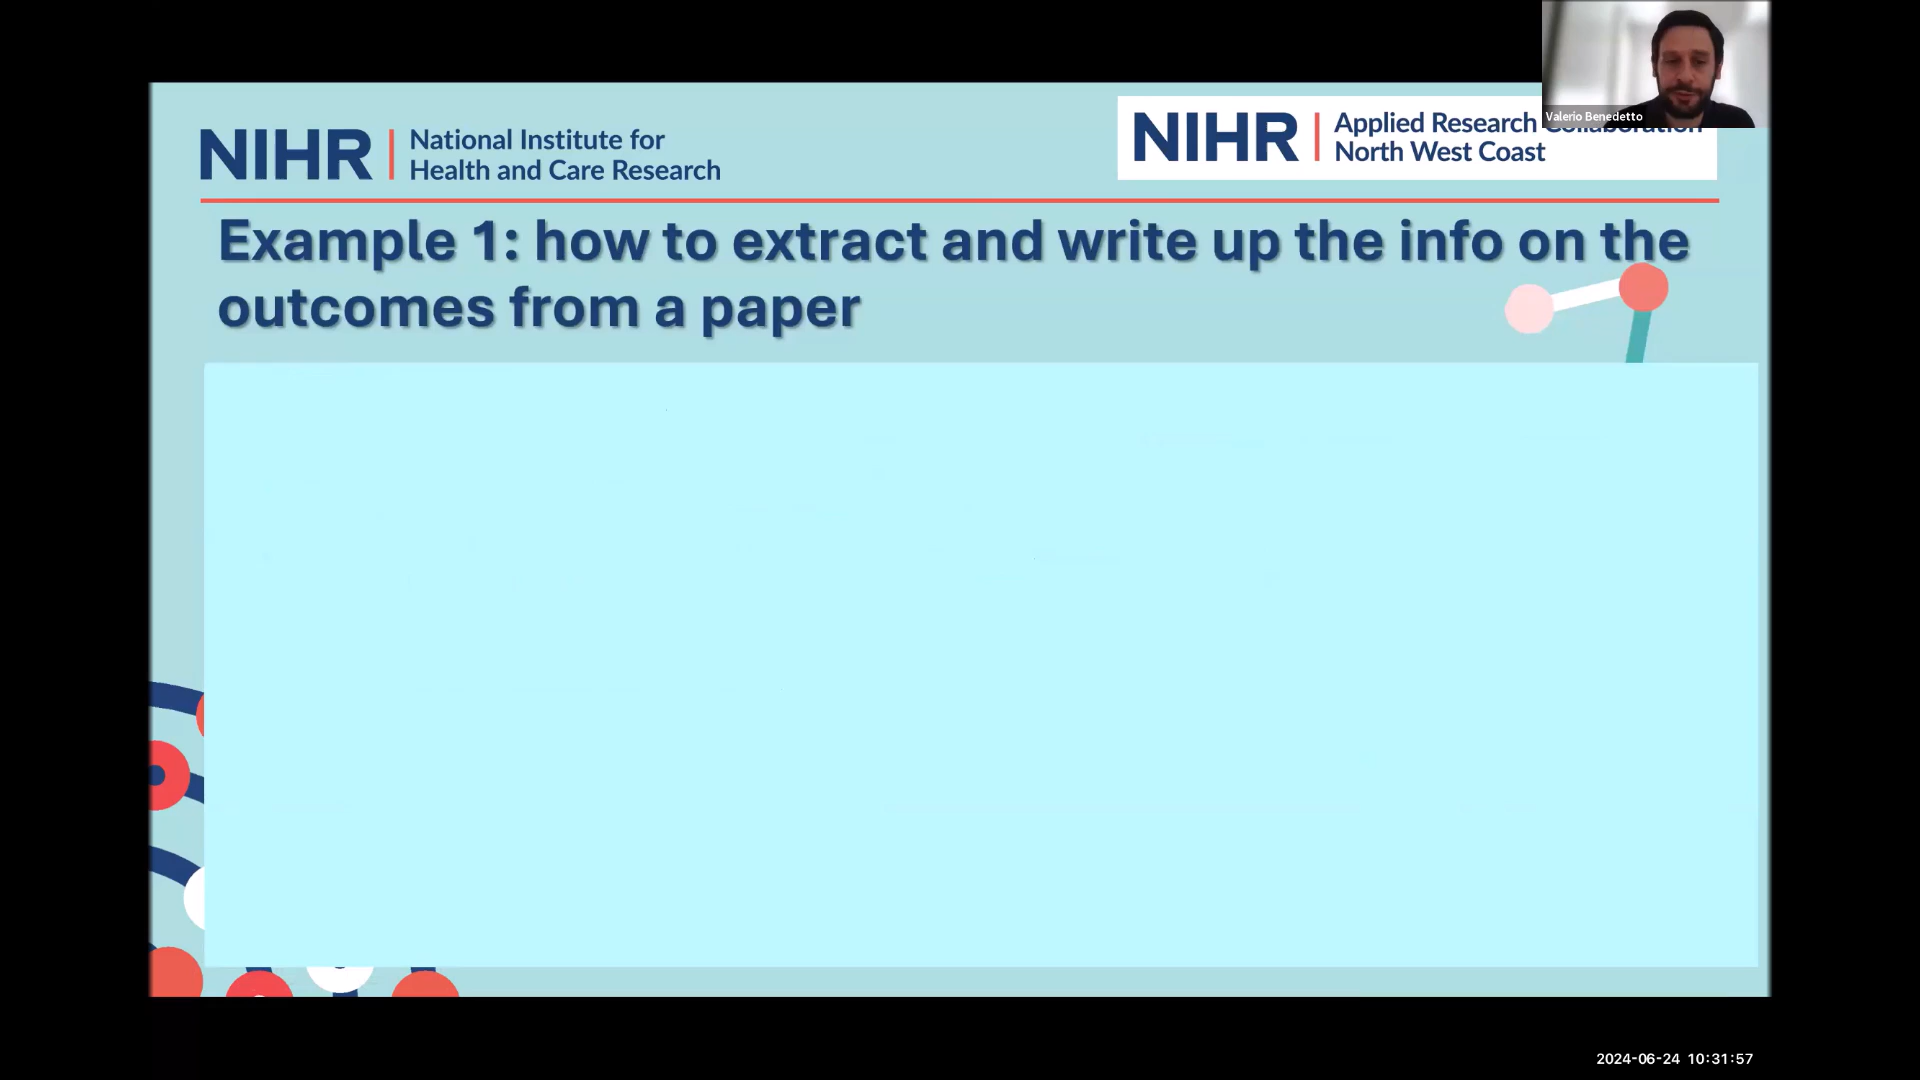 NIHR
National Institute for
Health and Care Research
NIHR
Applied Research Collaboration
North West Coast
Valerio Benedetto
Example 1: how to extract and write up the info on the
outcomes from a paper
2024-06-24 10:31:57